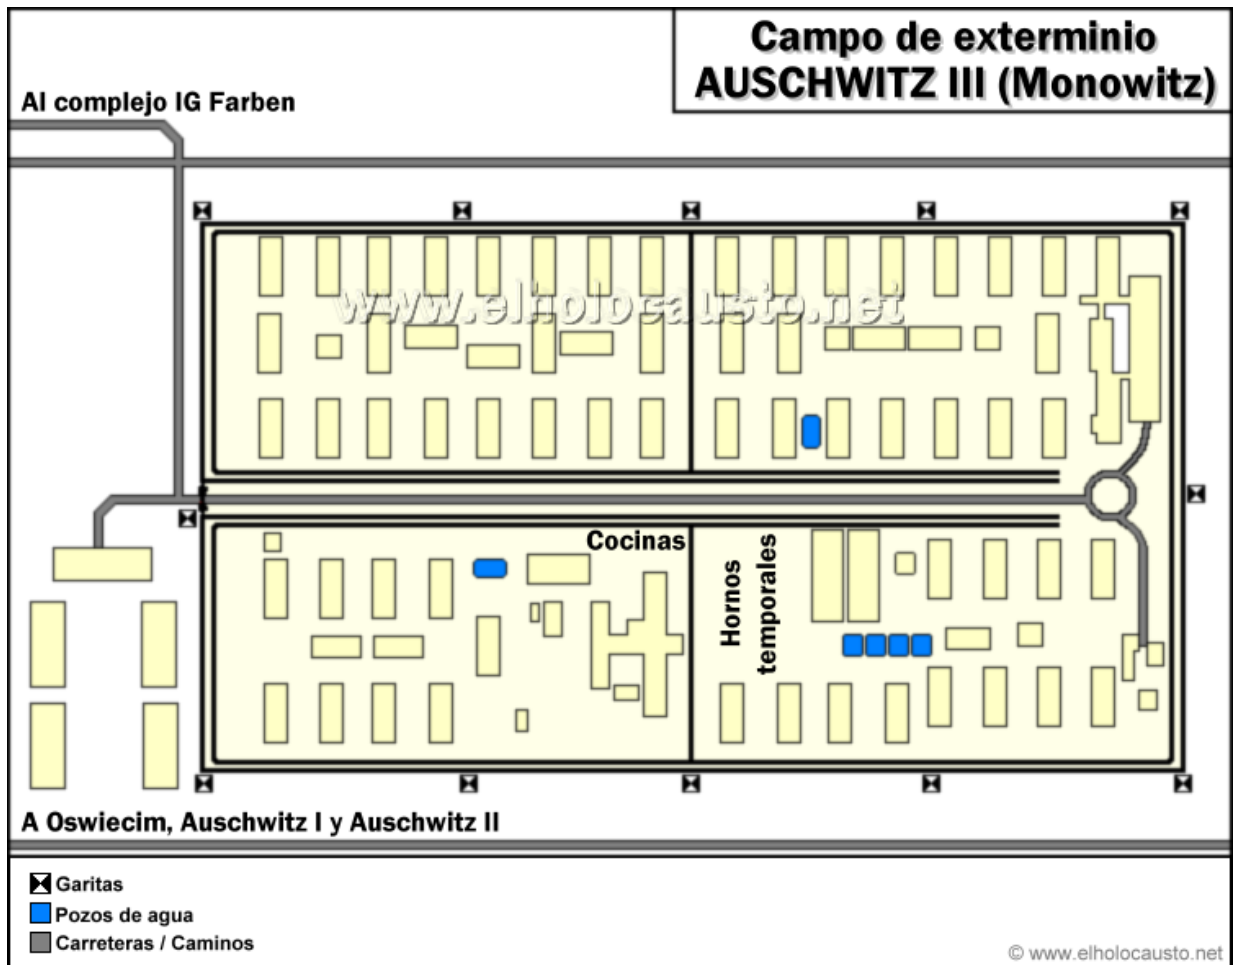 Campo de exterminio
AUSCHWITZ III (Monowitz)
Al complejo IG Farben
www.elholocausto.net
Cocinas
Hornos
temporales
A Oswiecim, Auschwitz I y Auschwitz II
Garitas
Pozos de agua
Carreteras / Caminos
© www.elholocausto.net